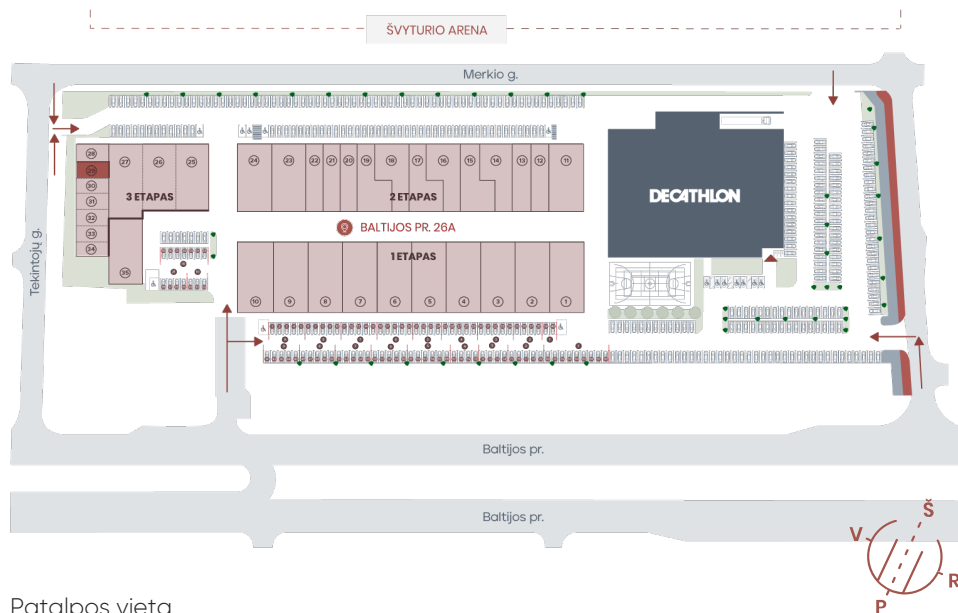 ŠVYTURIO ARENA
Merkio g.
Tekintojų g.
28
29
30
31
32
33
34
27
26
25
3 ETAPAS
35
24
23
22
21
20
19
18
17
16
15
14
13
12
11
2 ETAPAS
BALTIJOS PR. 26A
1 ETAPAS
10
9
8
7
6
5
4
3
2
1
DECATHLON
Baltijos pr.
Baltijos pr.
Š
V
R
P
Patalpos vieta